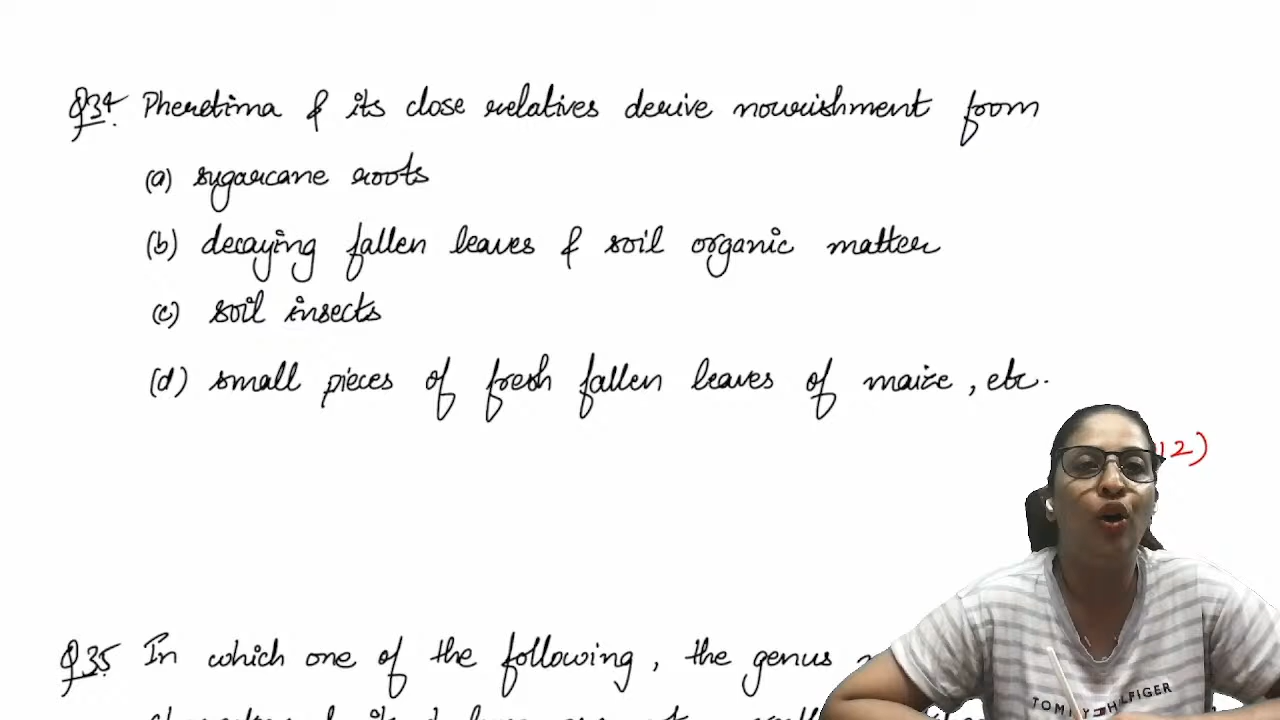 Q34. Pheretima & its close relatives derive nourishment from
(a) sugarcane roots
(b) decaying fallen leaves & soil organic matter
(c) soil insects
(d) small pieces of fresh fallen leaves of maize, etc.
12)
Q35. In which one of the following, the genus
TOMMY HILFIGER